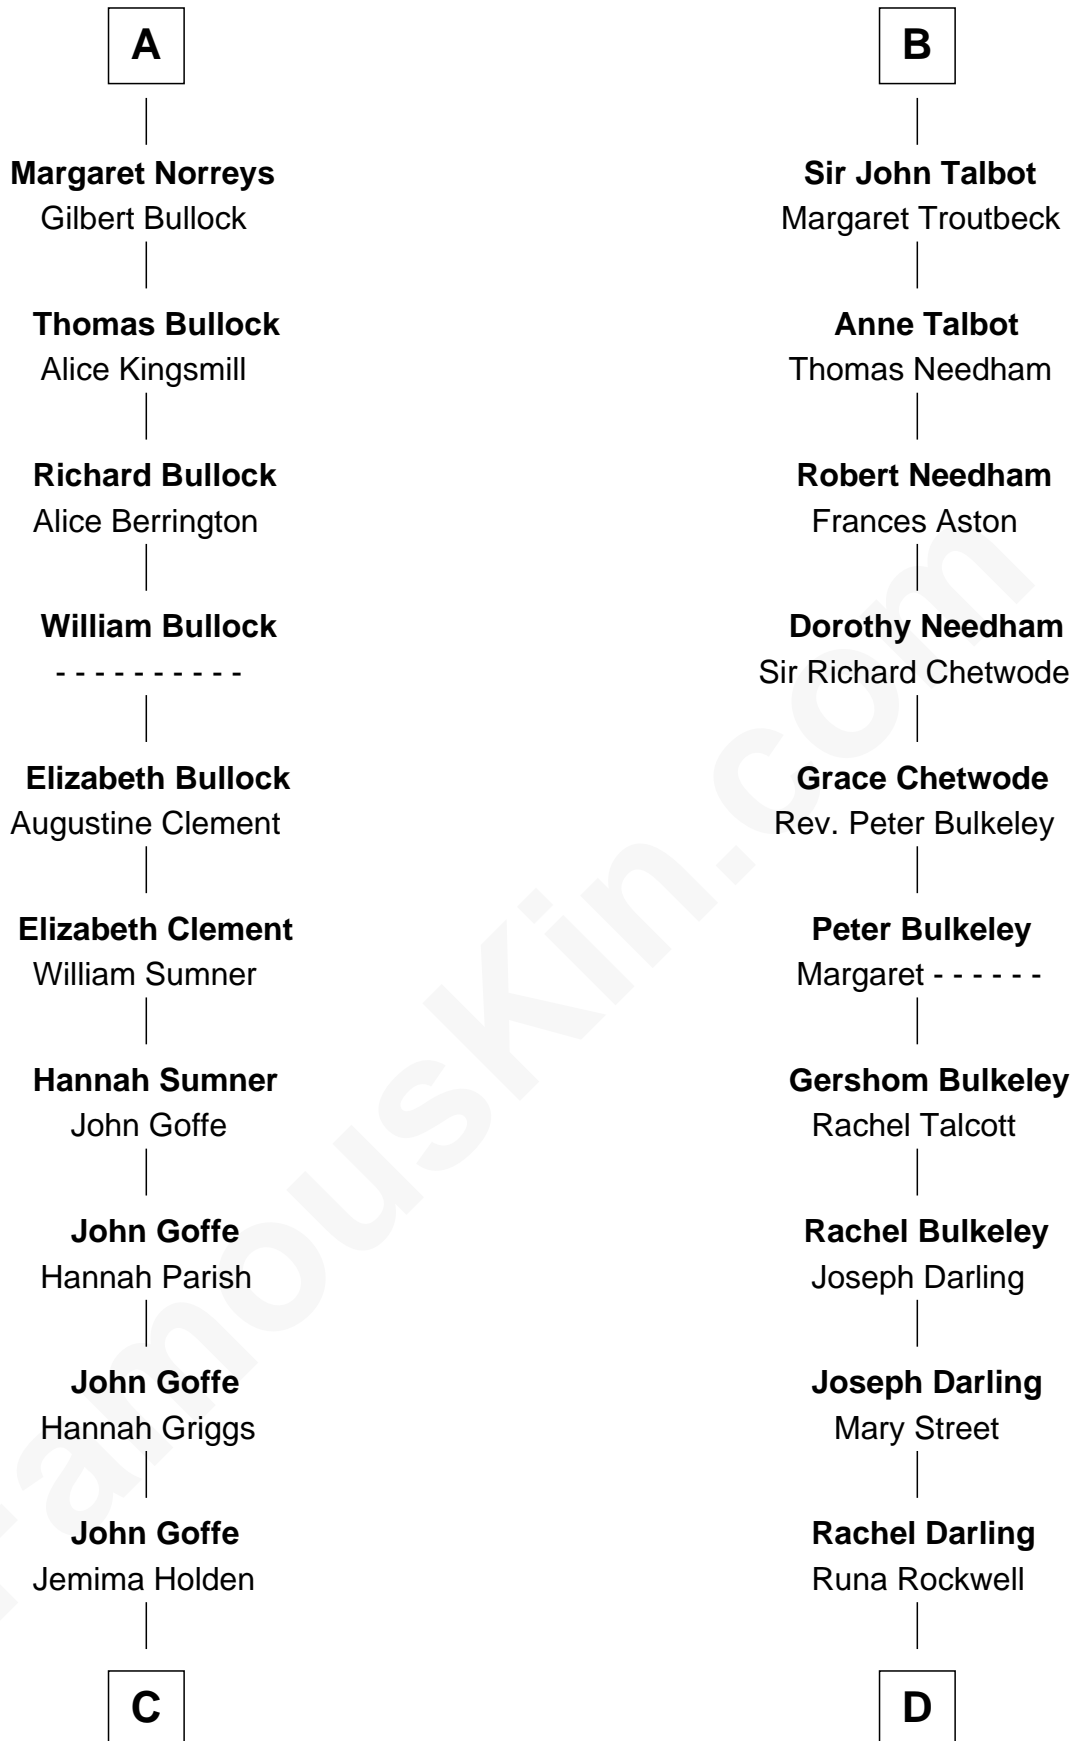 A
Margaret Norreys
Gilbert Bullock
Thomas Bullock
Alice Kingsmill
Richard Bullock
Alice Berrington
William Bullock
- - - - - - - - - -
Elizabeth Bullock
Augustine Clement
Elizabeth Clement
William Sumner
Hannah Sumner
John Goffe
John Goffe
Hannah Parish
John Goffe
Hannah Griggs
John Goffe
Jemima Holden
C
B
Sir John Talbot
Margaret Troutbeck
Anne Talbot
Thomas Needham
Robert Needham
Frances Aston
Dorothy Needham
Sir Richard Chetwode
Grace Chetwode
Rev. Peter Bulkeley
Peter Bulkeley
Margaret - - - - - -
Gershom Bulkeley
Rachel Talcott
Rachel Bulkeley
Joseph Darling
Joseph Darling
Mary Street
Rachel Darling
Runa Rockwell
D
FamousKin.com